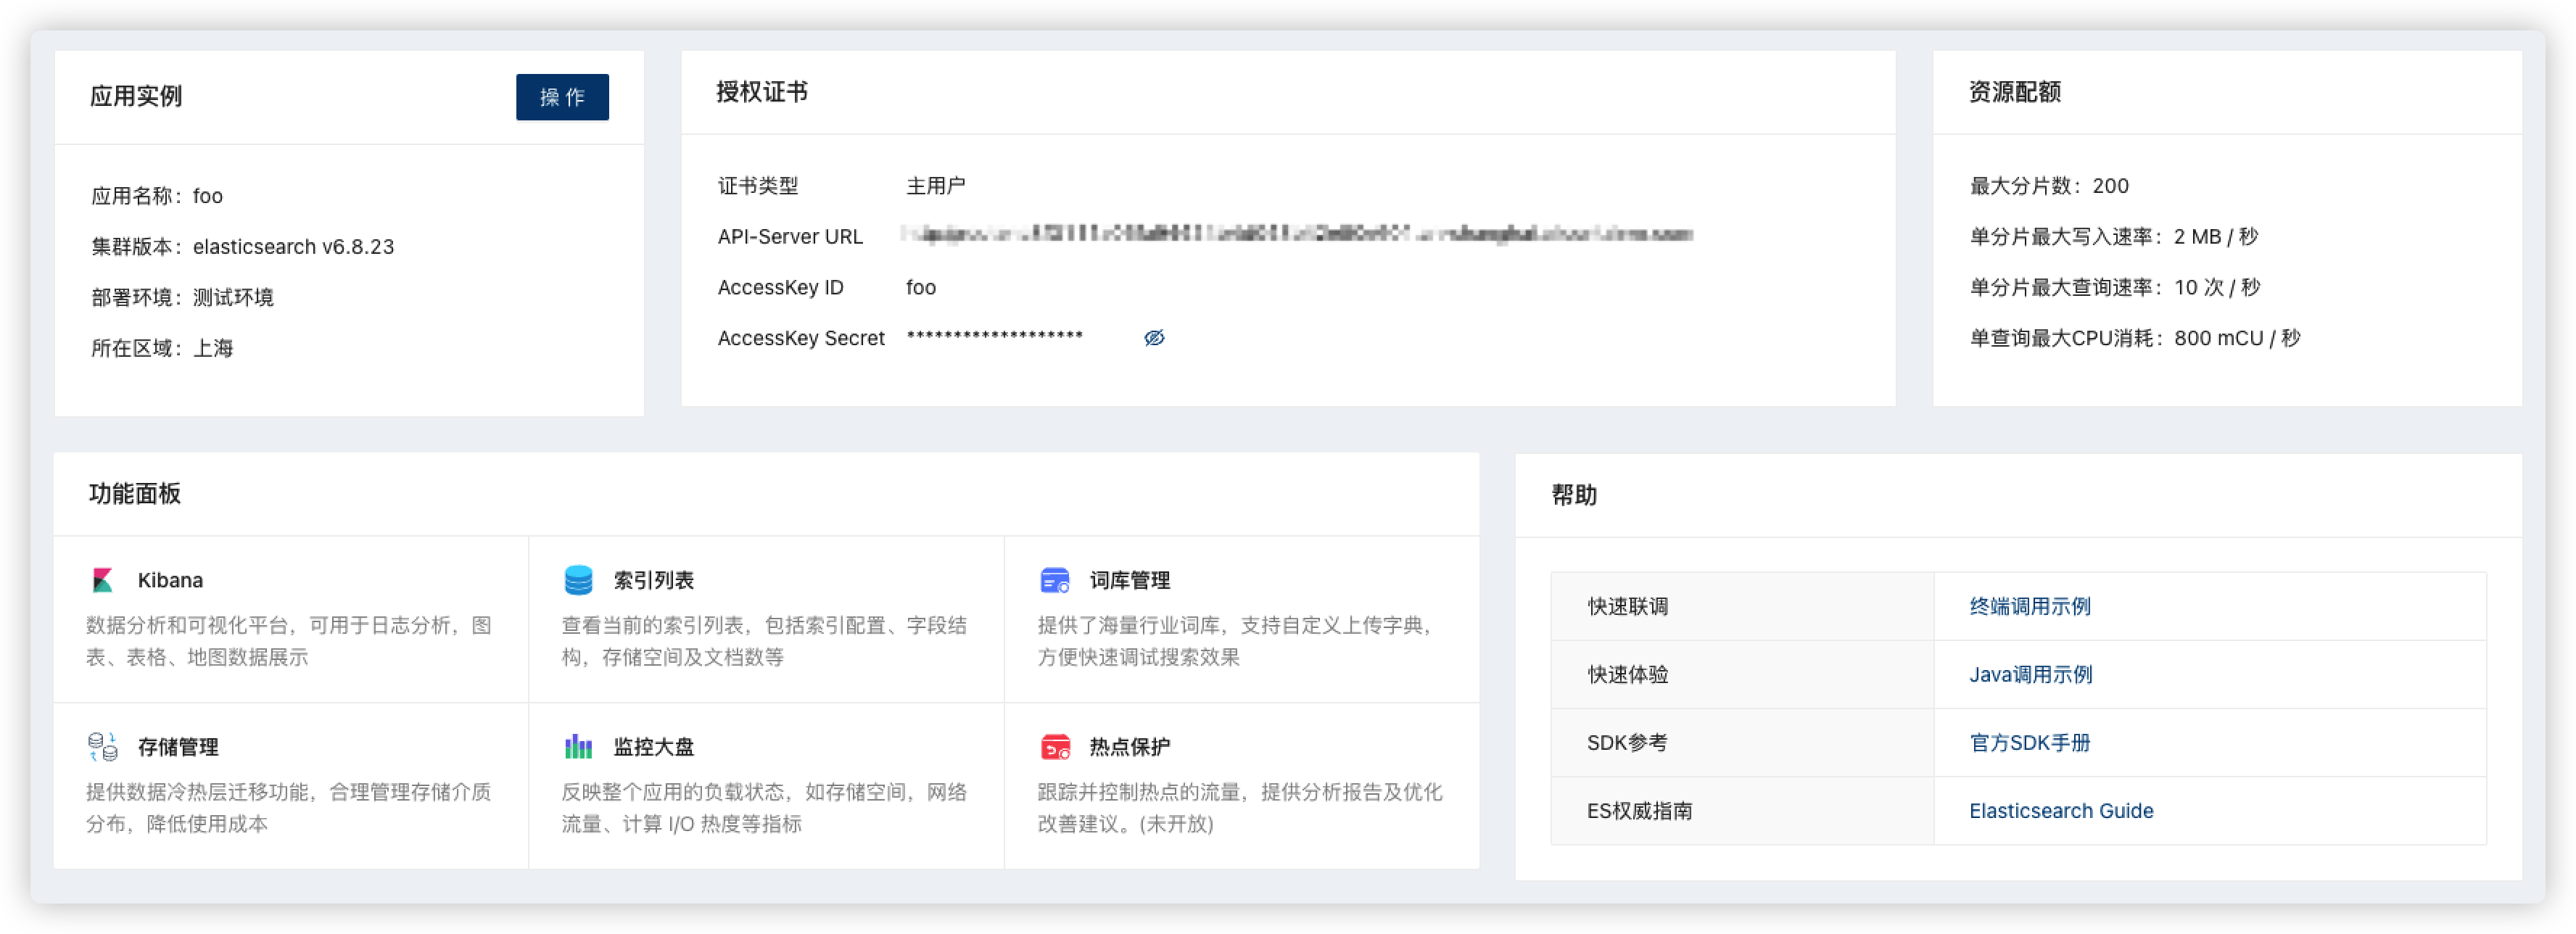 应用实例
操 作
应用名称：foo
集群版本：elasticsearch v6.8.23
部署环境：测试环境
所在区域：上海
授权证书
证书类型 主用户
API-Server URL
AccessKey ID foo
AccessKey Secret *******************
资源配额
最大分片数：200
单分片最大写入速率：2 MB / 秒
单分片最大查询速率：10 次 / 秒
单查询最大CPU消耗：800 mCU / 秒
功能面板
Kibana
数据分析和可视化平台，可用于日志分析，图
表、表格、地图数据展示
索引列表
查看当前的索引列表，包括索引配置、字段结
构，存储空间及文档数等
词库管理
提供了海量行业词库，支持自定义上传字典，
方便快速调试搜索效果
存储管理
提供数据冷热层迁移功能，合理管理存储介质
分布，降低使用成本
监控大盘
反映整个应用的负载状态，如存储空间，网络
流量、计算 I/O 热度等指标
热点保护
跟踪并控制热点的流量，提供分析报告及优化
改善建议。(未开放)
帮助
快速联调 终端调用示例
快速体验 Java调用示例
SDK参考 官方SDK手册
ES权威指南 Elasticsearch Guide